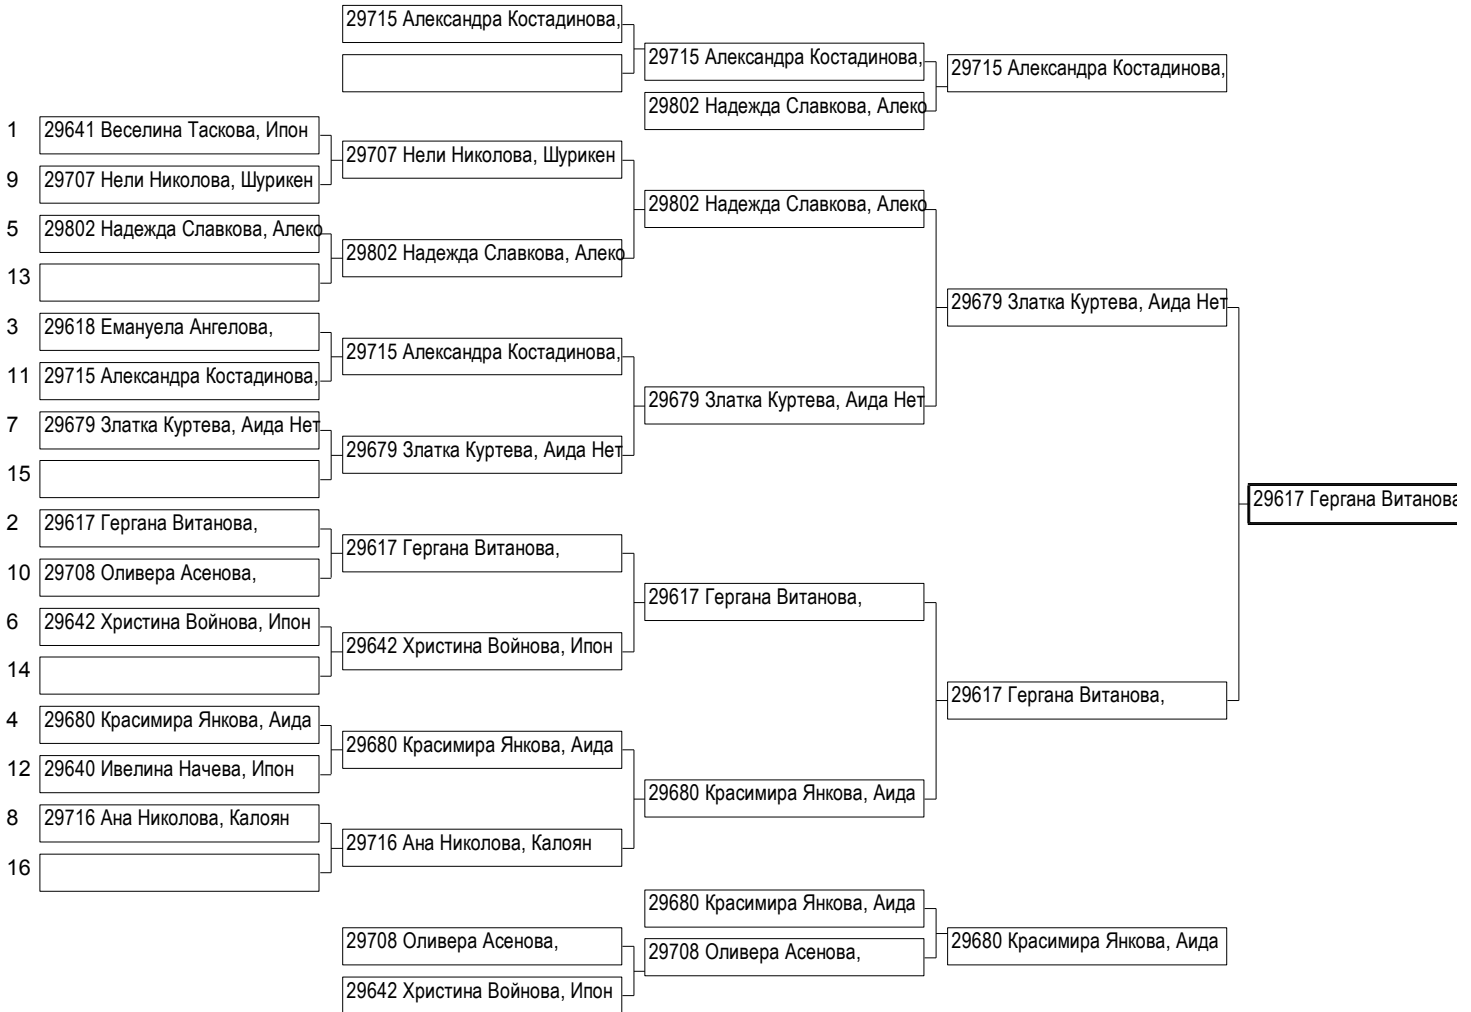 29715 Александра Костадинова,
29715 Александра Костадинова,
29715 Александра Костадинова,
29802 Надежда Славкова, Алеко
1 29641 Веселина Таскова, Ипон
29707 Нели Николова, Шурикен
9 29707 Нели Николова, Шурикен
29802 Надежда Славкова, Алеко
5 29802 Надежда Славкова, Алеко
29802 Надежда Славкова, Алеко
13
29679 Златка Куртева, Аида Нет
3 29618 Емануела Ангелова,
29715 Александра Костадинова,
11 29715 Александра Костадинова,
29679 Златка Куртева, Аида Нет
7 29679 Златка Куртева, Аида Нет
29679 Златка Куртева, Аида Нет
15
29617 Гергана Витанова
2 29617 Гергана Витанова,
29617 Гергана Витанова,
10 29708 Оливера Асенова,
29617 Гергана Витанова,
6 29642 Христина Войнова, Ипон
29642 Христина Войнова, Ипон
14
29617 Гергана Витанова,
4 29680 Красимира Янкова, Аида
29680 Красимира Янкова, Аида
12 29640 Ивелина Начева, Ипон
29680 Красимира Янкова, Аида
8 29716 Ана Николова, Калоян
29716 Ана Николова, Калоян
16
29680 Красимира Янкова, Аида
29708 Оливера Асенова,
29708 Оливера Асенова,
29680 Красимира Янкова, Аида
29642 Христина Войнова, Ипон